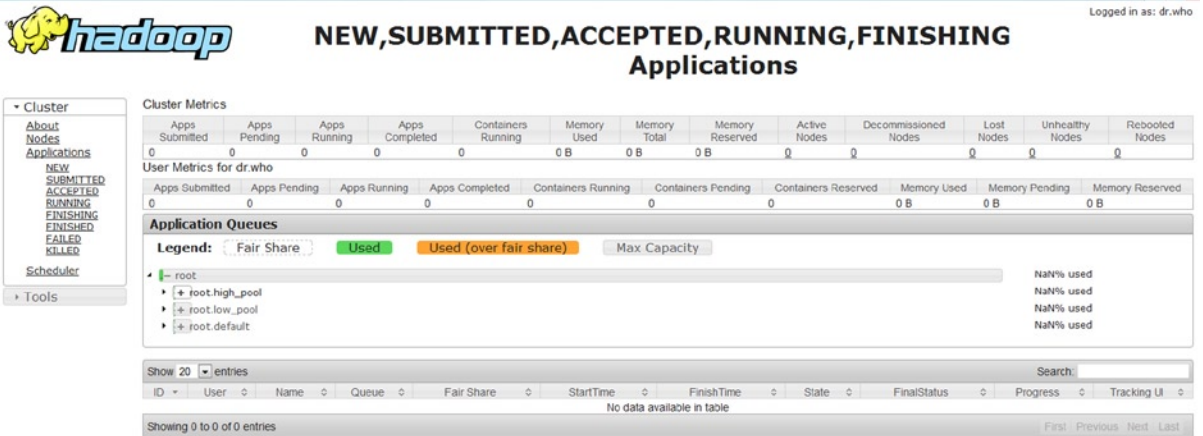 Logged in as: dr.who
hadoop
NEW,SUBMITTED,ACCEPTED,RUNNING,FINISHING
Applications
Cluster
About
Nodes
Applications
NEW
SUBMITTED
ACCEPTED
RUNNING
FINISHING
FINISHED
FAILED
KILLED
Scheduler
Tools
Cluster Metrics
Apps Submitted Apps Pending Apps Running Apps Completed Containers Running Memory Used Memory Total Memory Reserved Active Nodes Decommissioned Nodes Lost Nodes Unhealthy Nodes Rebooted Nodes
0 0 0 0 0 0 B 0 B 0 B 0 0 0 0 0
User Metrics for dr.who
Apps Submitted Apps Pending Apps Running Apps Completed Containers Running Containers Pending Containers Reserved Memory Used Memory Pending Memory Reserved
0 0 0 0 0 0 0 0 B 0 B 0 B
Application Queues
Legend: Fair Share Used Used (over fair share) Max Capacity
- root NaN% used
+ root.high_pool NaN% used
+ root.low_pool NaN% used
+ root.default NaN% used
Show 20 entries Search:
ID User Name Queue Fair Share StartTime FinishTime State FinalStatus Progress Tracking UI
No data available in table
Showing 0 to 0 of 0 entries First Previous Next Last